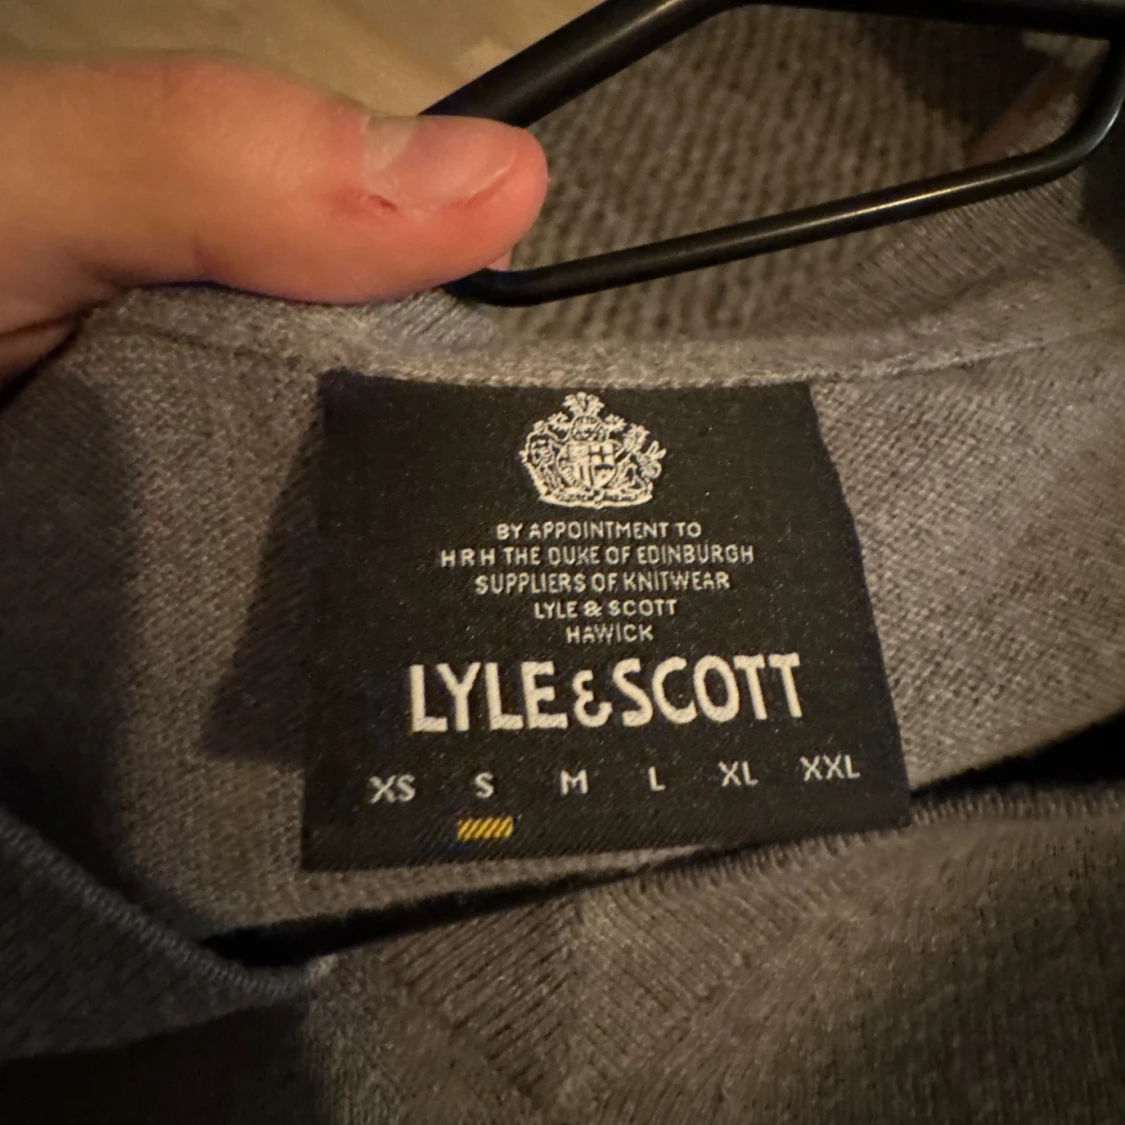 BY APPOINTMENT TO
HRH THE DUKE OF EDINBURGH
SUPPLIERS OF KNITWEAR
LYLE & SCOTT
HAWICK
LYLE & SCOTT
XS S M L XL XXL